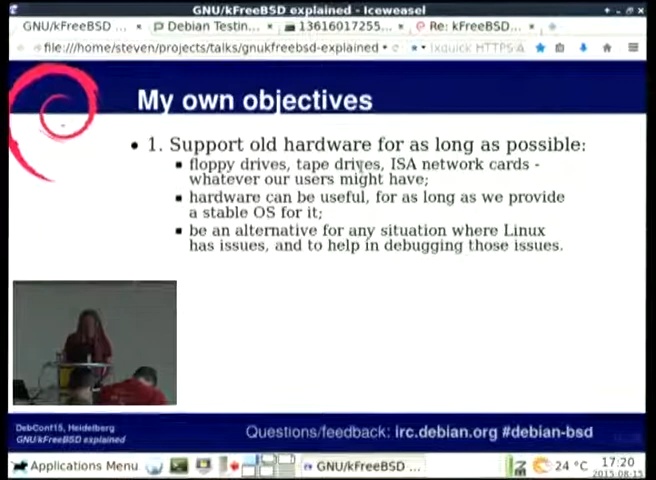 GNU/kFreeBSD explained - Iceweasel
GNU/kFreeBSD ... Debian Testin... 13616017255... Re: kFreeBSD...
file:///home/steven/projects/talks/gnukfreebsd-explained Ixquick HTTPS
My own objectives
1. Support old hardware for as long as possible:
floppy drives, tape drives, ISA network cards -
whatever our users might have;
hardware can be useful, for as long as we provide
a stable OS for it;
be an alternative for any situation where Linux
has issues, and to help in debugging those issues.
DebConf15, Heidelberg
GNU/kFreeBSD explained
Questions/feedback: irc.debian.org #debian-bsd
Applications Menu GNU/kFreeBSD ... 24 °C 17:20
2015-08-15